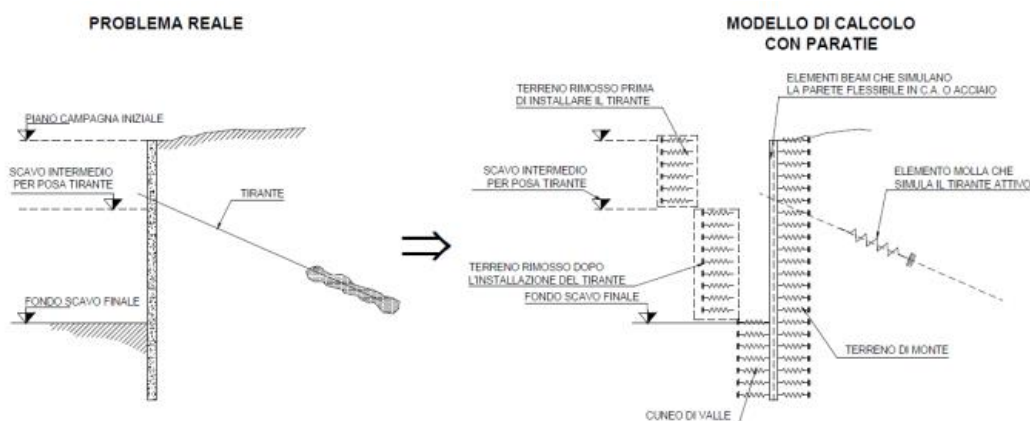 PROBLEMA REALE
PIANO CAMPAGNA INIZIALE
SCAVO INTERMEDIO
PER POSA TIRANTE
TIRANTE
FONDO SCAVO FINALE
MODELLO DI CALCOLO
CON PARATIE
TERRENO RIMOSSO PRIMA
DI INSTALLARE IL TIRANTE
ELEMENTI BEAM CHE SIMULANO
LA PARETE FLESSIBILE IN C.A. O ACCIAIO
SCAVO INTERMEDIO
PER POSA TIRANTE
ELEMENTO MOLLA CHE
SIMULA IL TIRANTE ATTIVO
TERRENO RIMOSSO DOPO
L'INSTALLAZIONE DEL TIRANTE
FONDO SCAVO FINALE
TERRENO DI MONTE
CUNEO DI VALLE